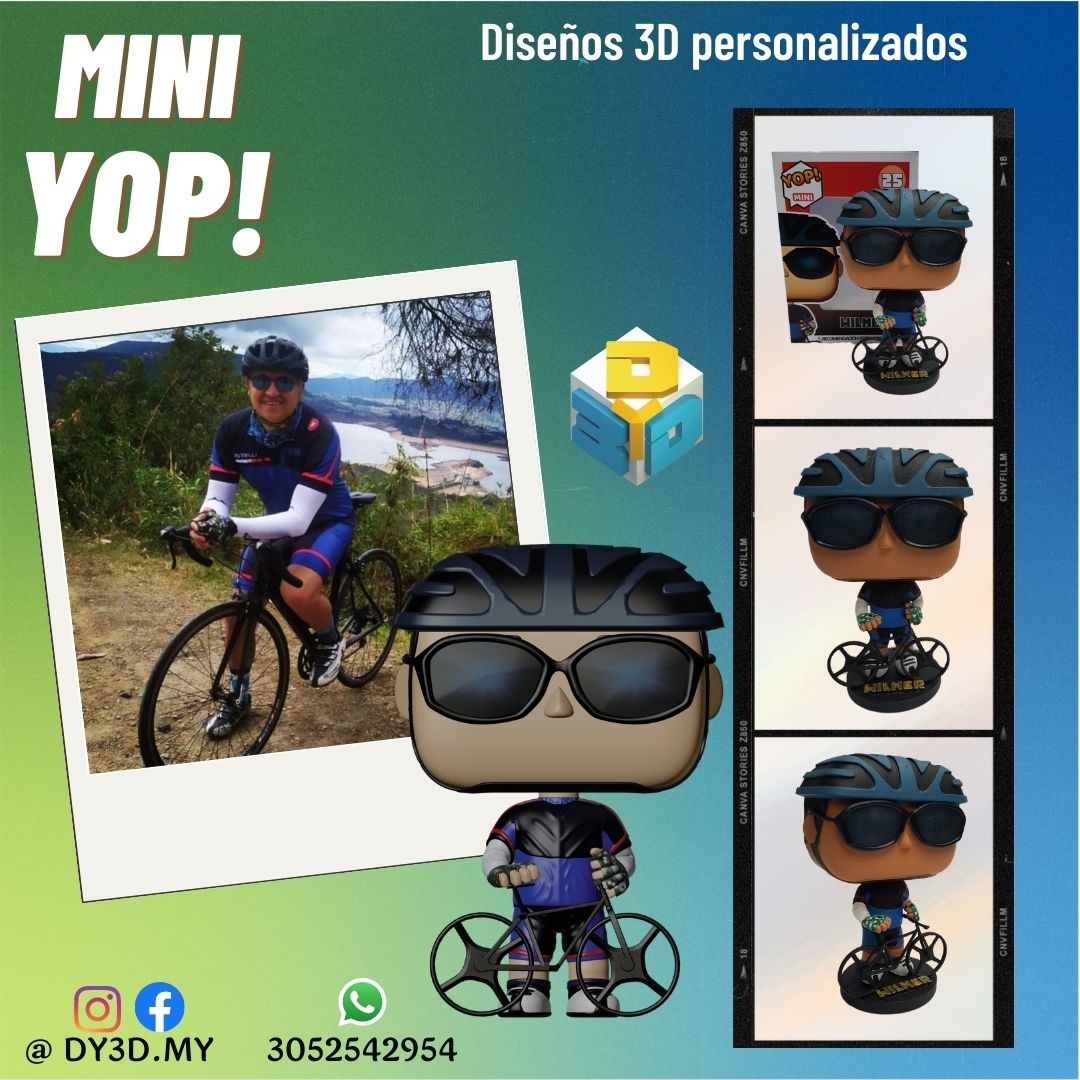 MINI
YOP!
Diseños 3D personalizados
CANVA STORIES Z850
18
YOP!
MINI
25
WILMER
CNVFILLM
CNVFILLM
WILMER
CANVA STORIES Z850
WILMER
18
CNVFILLM
D
3D
@ DY3D.MY
3052542954